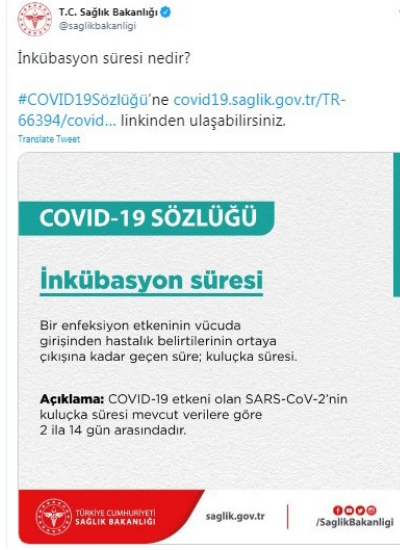 T.C. Sağlık Bakanlığı
@saglikbakanligi
İnkübasyon süresi nedir?
#COVID19Sözlüğü'ne covid19.saglik.gov.tr/TR-
66394/covid... linkinden ulaşabilirsiniz.
Translate Tweet
COVID-19 SÖZLÜĞÜ
İnkübasyon süresi
Bir enfeksiyon etkeninin vücuda
girişinden hastalık belirtilerinin ortaya
çıkışına kadar geçen süre; kuluçka süresi.
Açıklama: COVID-19 etkeni olan SARS-CoV-2'nin
kuluçka süresi mevcut verilere göre
2 ila 14 gün arasındadır.
TÜRKİYE CUMHURİYETİ
SAĞLIK BAKANLIĞI
saglik.gov.tr
/SaglikBakanligi